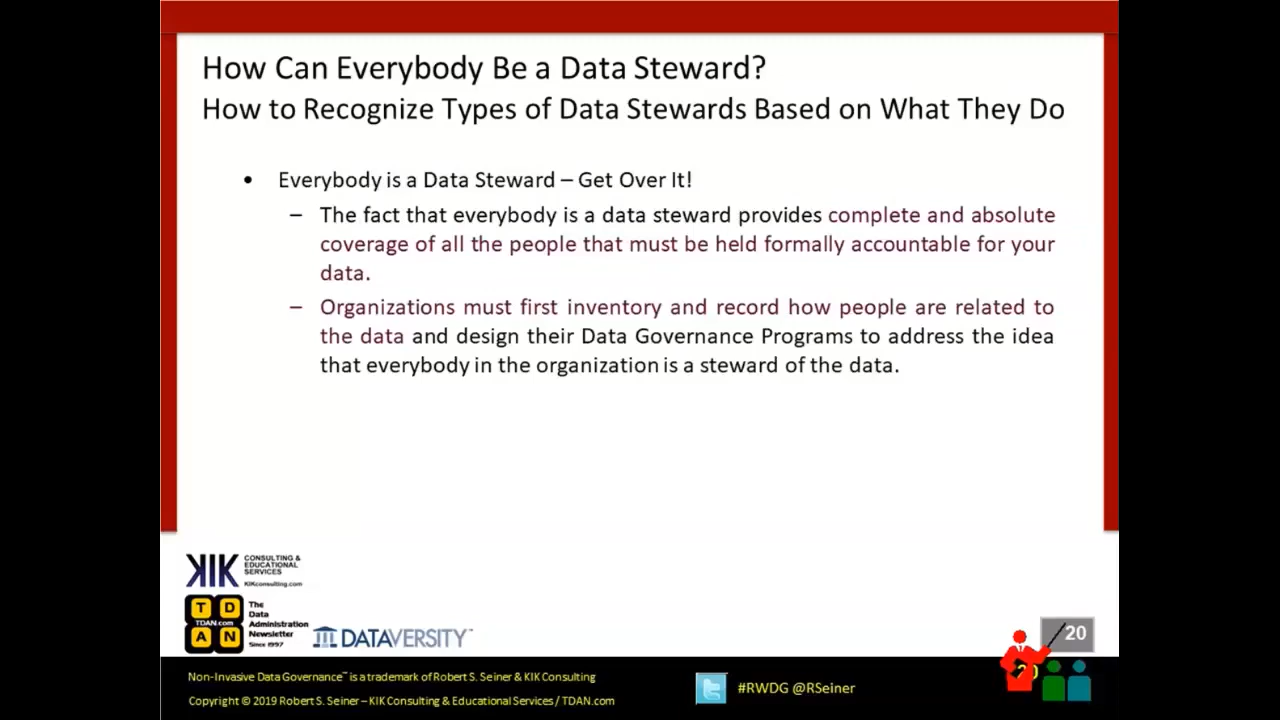 How Can Everybody Be a Data Steward?
How to Recognize Types of Data Stewards Based on What They Do
• Everybody is a Data Steward – Get Over It!
– The fact that everybody is a data steward provides complete and absolute
coverage of all the people that must be held formally accountable for your
data.
– Organizations must first inventory and record how people are related to
the data and design their Data Governance Programs to address the idea
that everybody in the organization is a steward of the data.
KIK CONSULTING &
EDUCATIONAL
SERVICES
KIKconsulting.com
T D
TDAN.com
A N
The
Data
Administration
Newsletter
Since 1997
DATAVERSITY™
20
Non-Invasive Data Governance™ is a trademark of Robert S. Seiner & KIK Consulting
Copyright © 2019 Robert S. Seiner – KIK Consulting & Educational Services / TDAN.com
#RWDG @RSeiner